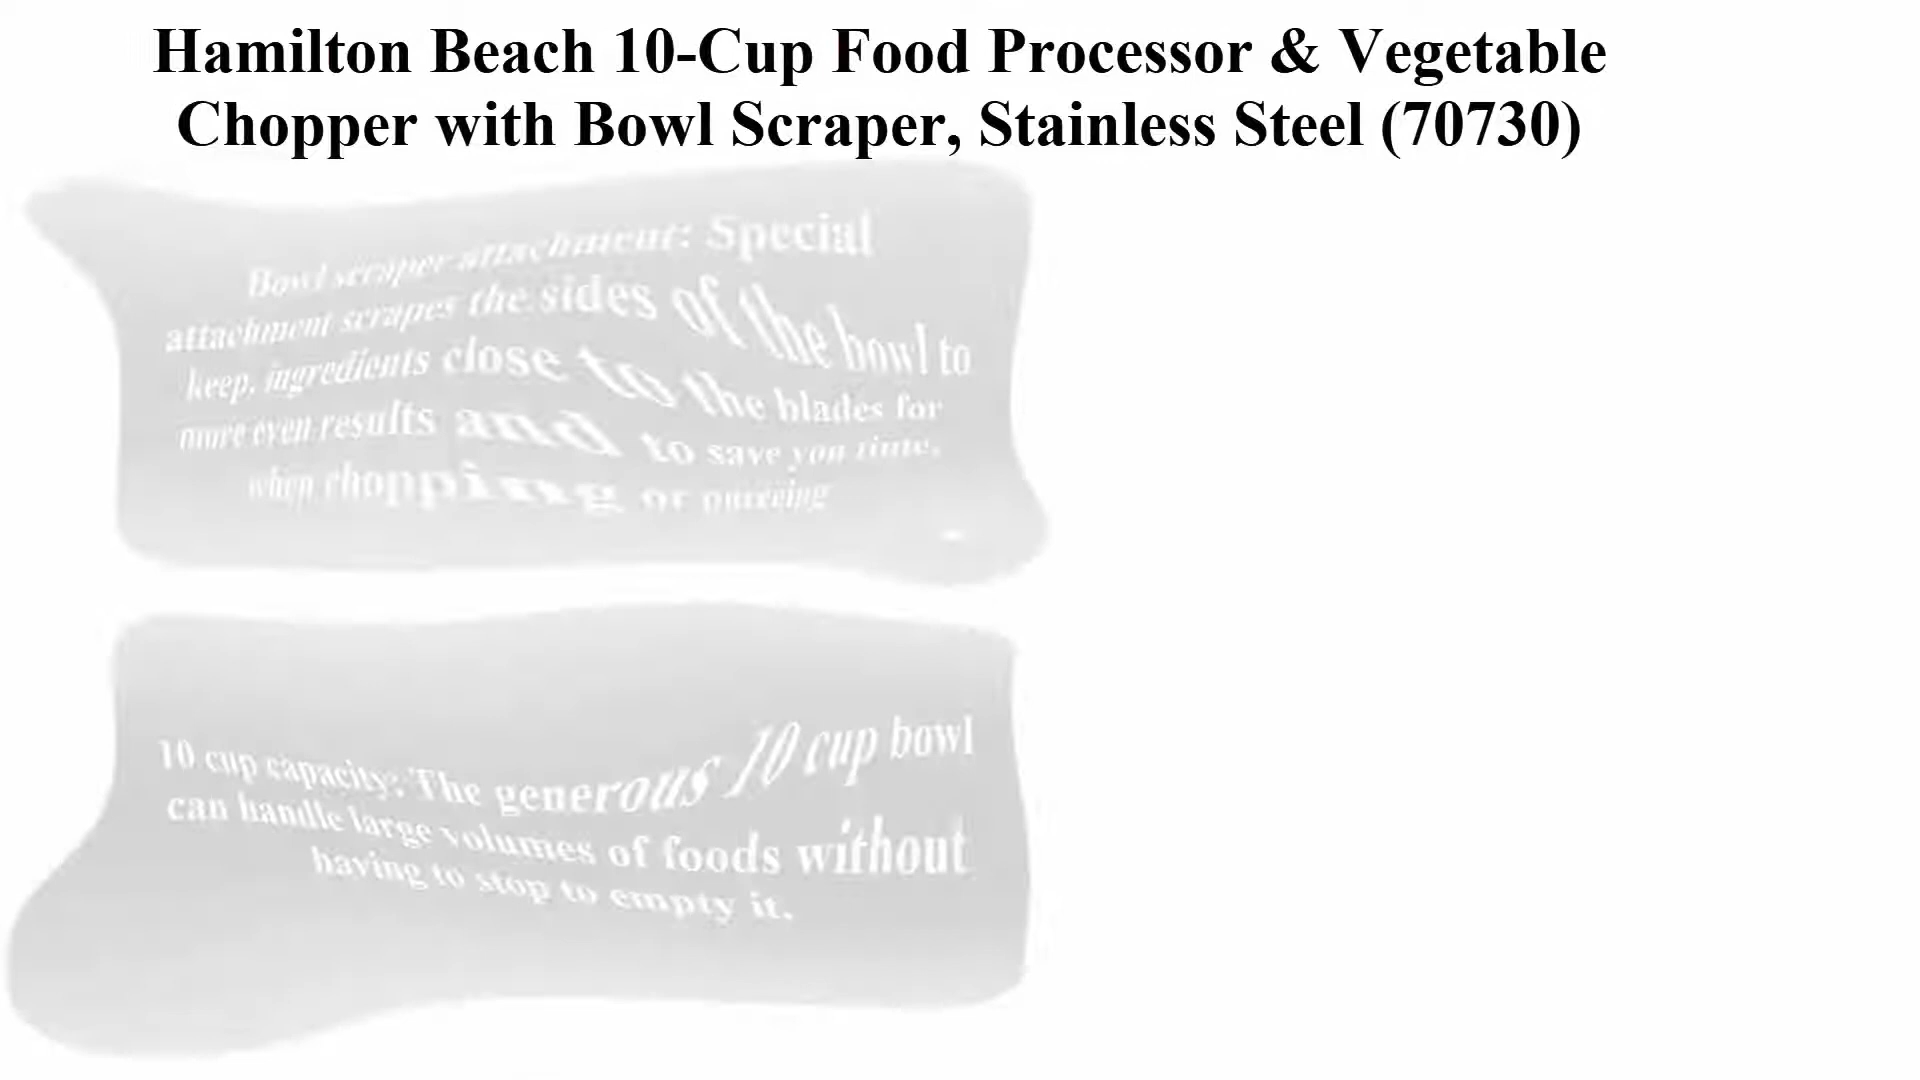 Hamilton Beach 10-Cup Food Processor & Vegetable
Chopper with Bowl Scraper, Stainless Steel (70730)
Bowl scraper attachment: Special
attachment scrapes the sides of the bowl to
keep, ingredients close to the blades for
more even results and to save you time,
when chopping or pureeing
10 cup capacity: The generous 10 cup bowl
can handle large volumes of foods without
having to stop to empty it.